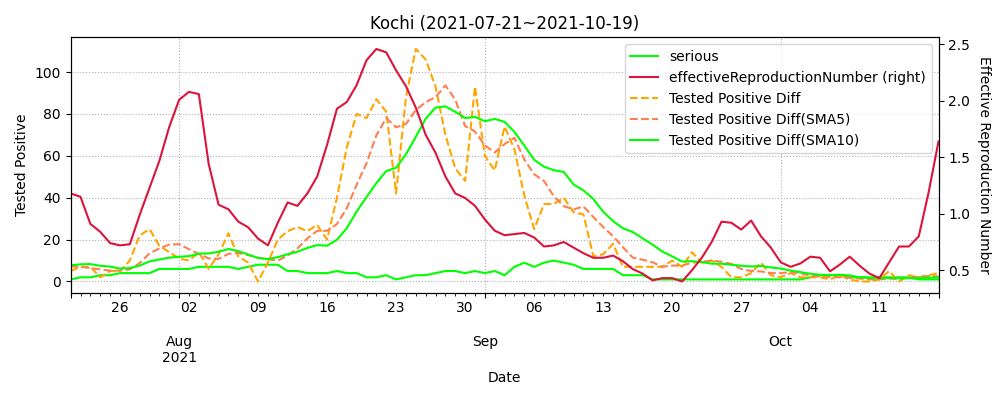 Kochi (2021-07-21~2021-10-19)
serious
effectiveReproductionNumber (right)
Tested Positive Diff
Tested Positive Diff(SMA5)
Tested Positive Diff(SMA10)
Tested Positive
100
80
60
40
20
0
2.5
2.0
1.5
1.0
0.5
Effective Reproduction Number
26 02 09 16 23 30 06 13 20 27 04 11
Aug Sep Oct
2021
Date